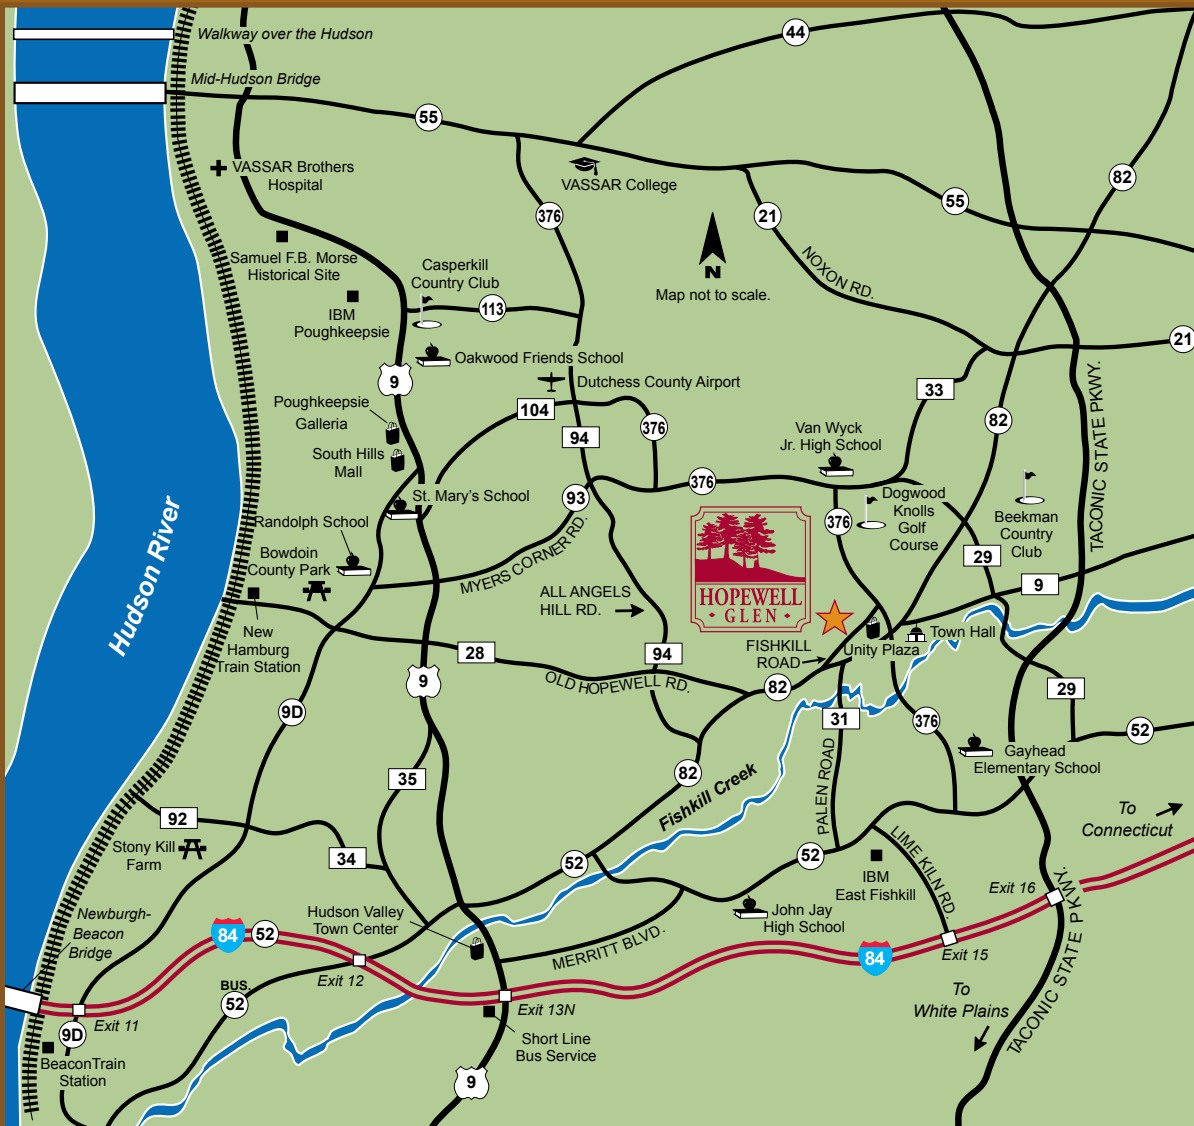 Walkway over the Hudson
44
Mid-Hudson Bridge
55
VASSAR Brothers
Hospital
VASSAR College
82
376
21
55
N
Map not to scale.
NOXON RD.
Samuel F.B. Morse
Historical Site
Casperkill
Country Club
IBM
Poughkeepsie
113
21
Oakwood Friends School
9
Dutchess County Airport
33
TACONIC STATE PKWY.
Poughkeepsie
Galleria
104
94
376
82
Van Wyck
Jr. High School
South Hills
Mall
St. Mary's School
93
376
376
Dogwood
Knolls
Golf
Course
Beekman
Country
Club
Randolph School
Hudson River
Bowdoin
County Park
MYERS CORNER RD.
29
9
ALL ANGELS
HILL RD.
HOPEWELL
• GLEN •
New
Hamburg
Train Station
Town Hall
Unity Plaza
FISHKILL
ROAD
28
94
OLD HOPEWELL RD.
82
9
29
9D
31
376
52
Gayhead
Elementary School
35
82
PALEN ROAD
Fishkill Creek
To
Connecticut
92
Stony Kill
Farm
34
52
52
LIME KILN RD.
IBM
East Fishkill
Exit 16
Newburgh-
Beacon
Bridge
Hudson Valley
Town Center
John Jay
High School
84
52
MERRITT BLVD.
84
Exit 15
TACONIC STATE PKWY.
Exit 12
BUS.
52
Exit 13N
To
White Plains
Exit 11
9D
Short Line
Bus Service
BeaconTrain
Station
9